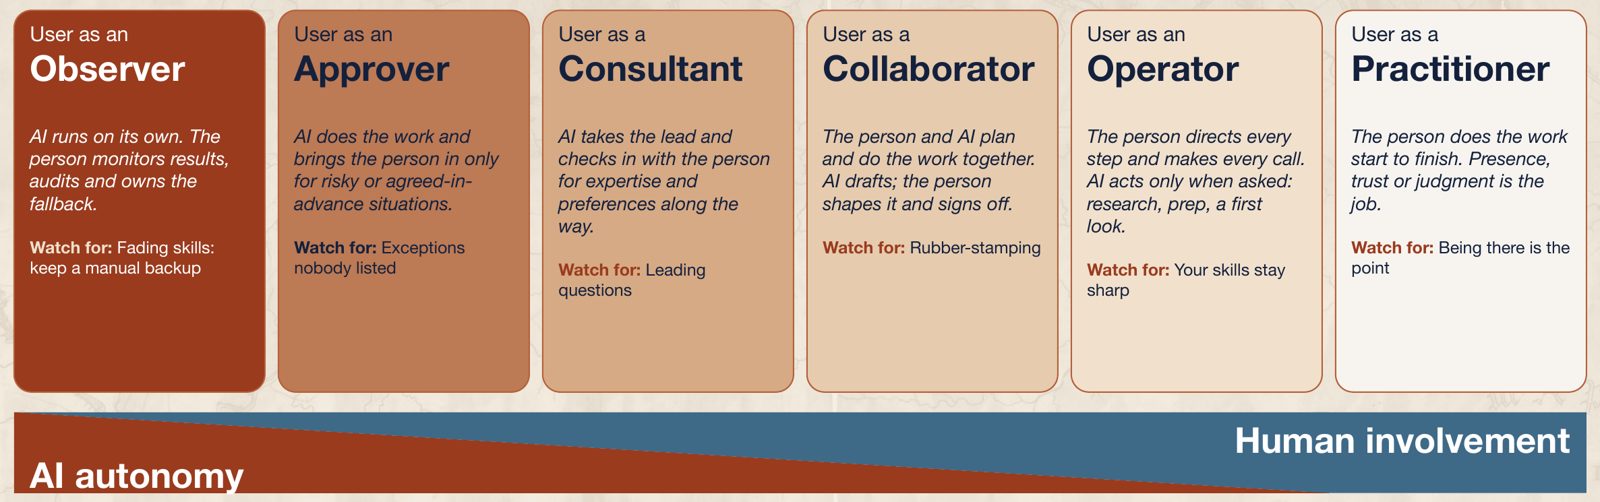 User as an
Observer
AI runs on its own. The
person monitors results,
audits and owns the
fallback.
Watch for: Fading skills:
keep a manual backup
User as an
Approver
AI does the work and
brings the person in only
for risky or agreed-in-
advance situations.
Watch for: Exceptions
nobody listed
User as a
Consultant
AI takes the lead and
checks in with the person
for expertise and
preferences along the
way.
Watch for: Leading
questions
User as a
Collaborator
The person and AI plan
and do the work together.
AI drafts; the person
shapes it and signs off.
Watch for: Rubber-stamping
User as an
Operator
The person directs every
step and makes every call.
AI acts only when asked:
research, prep, a first
look.
Watch for: Your skills stay
sharp
User as a
Practitioner
The person does the work
start to finish. Presence,
trust or judgment is the
job.
Watch for: Being there is the
point
Human involvement
AI autonomy